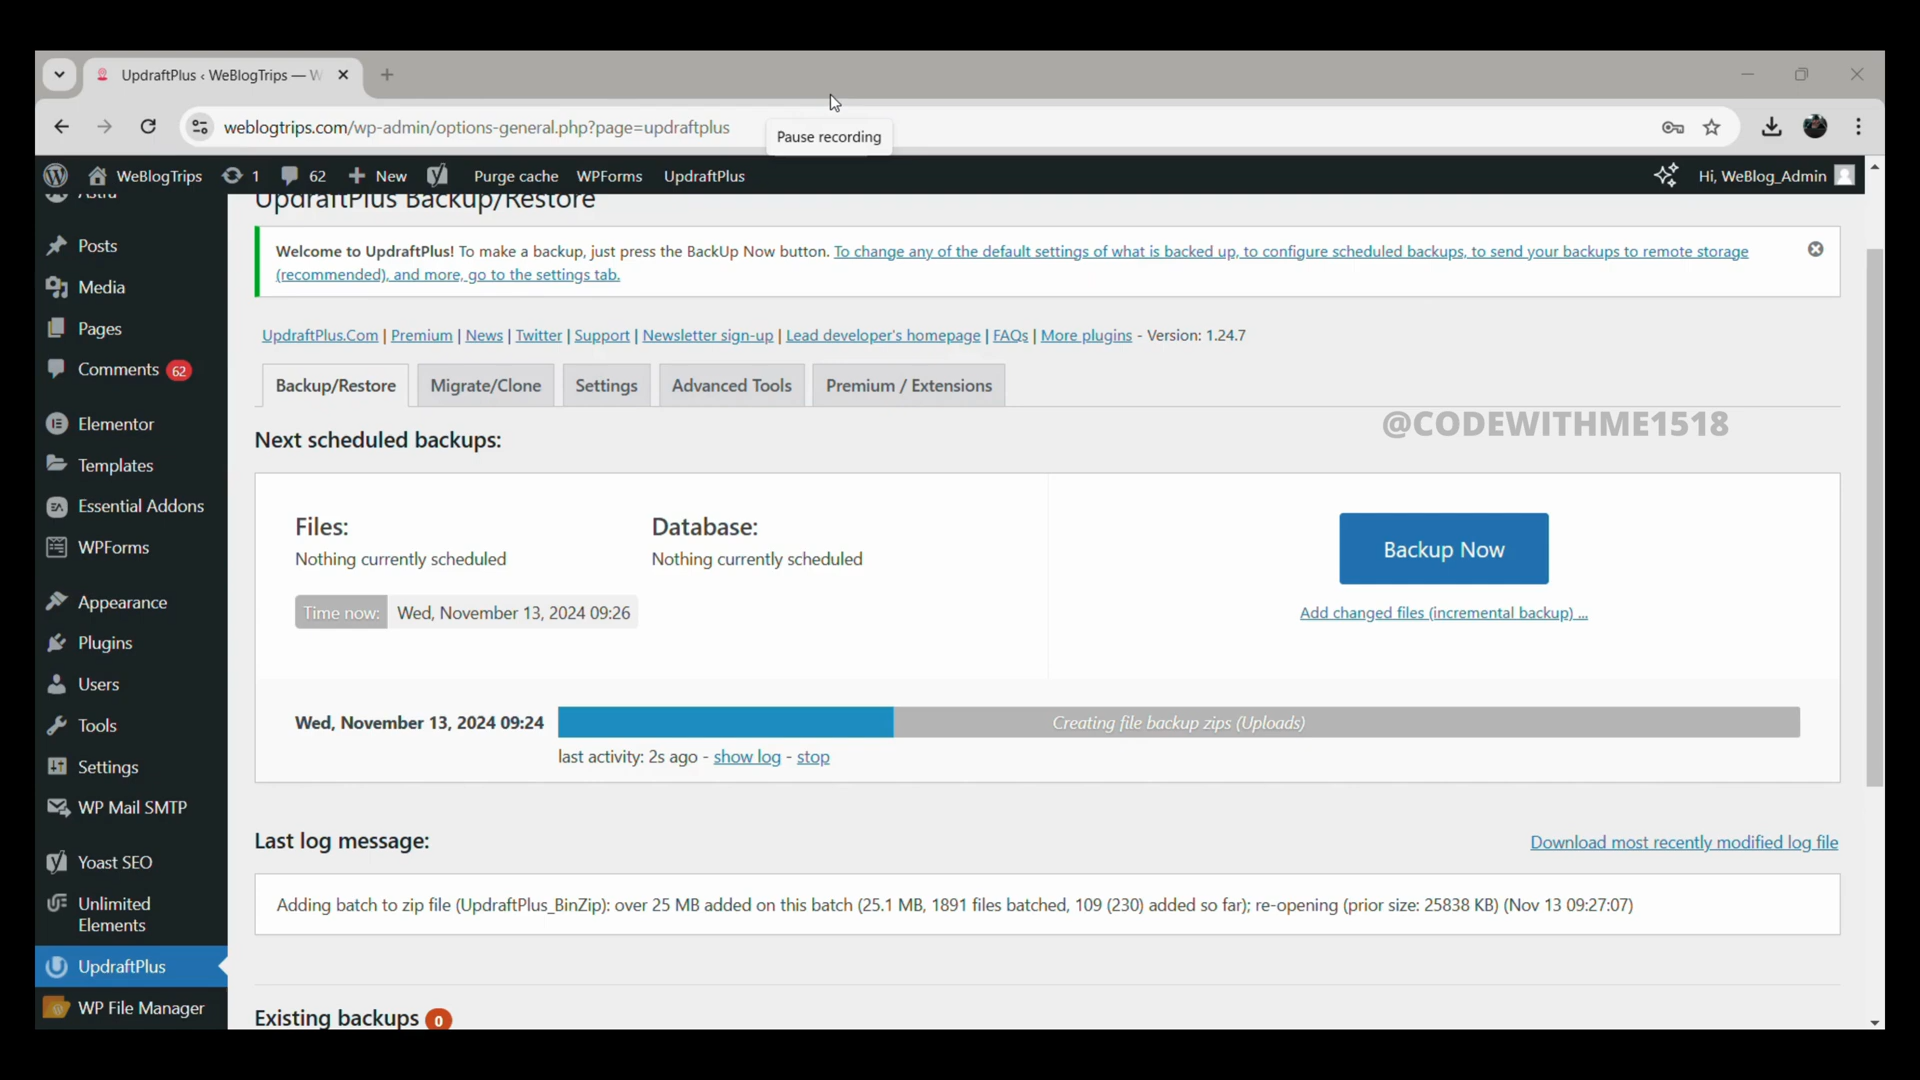 UpdraftPlus ‹ WeBlogTrips — W
weblogtrips.com/wp-admin/options-general.php?page=updraftplus
Pause recording
WeBlogTrips 1 62 New Purge cache WPForms UpdraftPlus Hi, WeBlog_Admin
Astra
Posts
Media
Pages
Comments 62
Elementor
Templates
Essential Addons
WPForms
Appearance
Plugins
Users
Tools
Settings
WP Mail SMTP
Yoast SEO
Unlimited
Elements
UpdraftPlus
WP File Manager
UpdraftPlus Backup/Restore
Welcome to UpdraftPlus! To make a backup, just press the BackUp Now button. To change any of the default settings of what is backed up, to configure scheduled backups, to send your backups to remote storage
(recommended), and more, go to the settings tab.
UpdraftPlus.Com | Premium | News | Twitter | Support | Newsletter sign-up | Lead developer's homepage | FAQs | More plugins - Version: 1.24.7
Backup/Restore Migrate/Clone Settings Advanced Tools Premium / Extensions
@CODEWITHME1518
Next scheduled backups:
Files:
Nothing currently scheduled
Database:
Nothing currently scheduled
Time now: Wed, November 13, 2024 09:26
Backup Now
Add changed files (incremental backup) ...
Wed, November 13, 2024 09:24 Creating file backup zips (Uploads)
last activity: 2s ago - show log - stop
Last log message:
Download most recently modified log file
Adding batch to zip file (UpdraftPlus_BinZip): over 25 MB added on this batch (25.1 MB, 1891 files batched, 109 (230) added so far); re-opening (prior size: 25838 KB) (Nov 13 09:27:07)
Existing backups 0